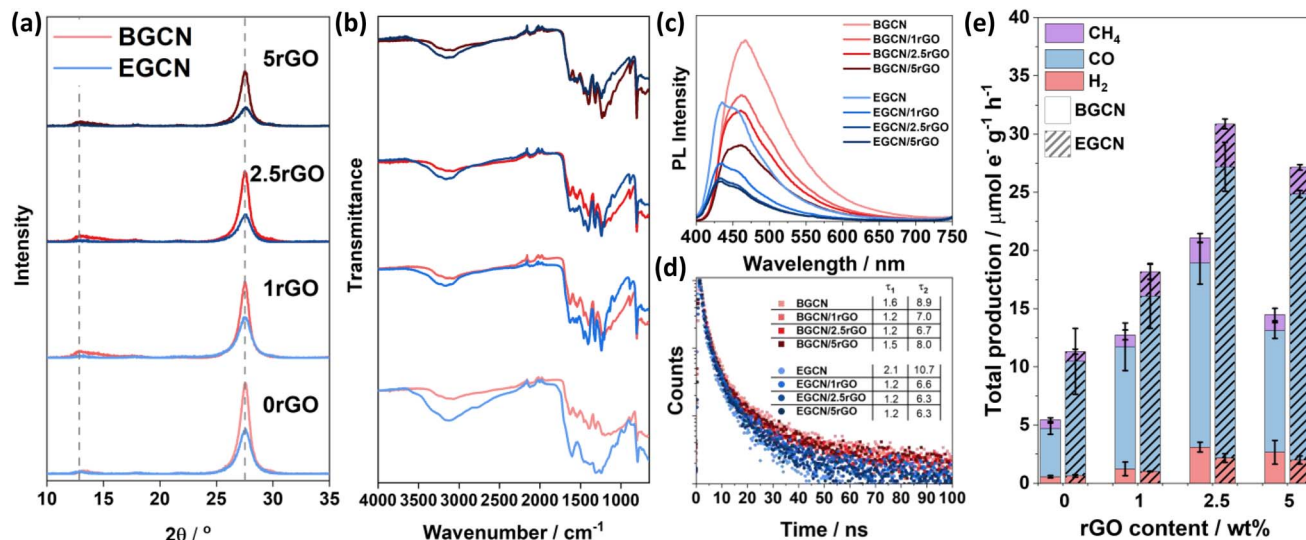 (a)
BGCN
EGCN
5rGO
2.5rGO
1rGO
0rGO
Intensity
10 15 20 25 30 35
2θ / °
(b)
Transmittance
4000 3000 2000 1000
Wavenumber / cm⁻¹
(c)
BGCN
BGCN/1rGO
BGCN/2.5rGO
BGCN/5rGO
EGCN
EGCN/1rGO
EGCN/2.5rGO
EGCN/5rGO
PL Intensity
400 450 500 550 600 650 700 750
Wavelength / nm
(d)
τ₁ τ₂
BGCN 1.6 8.9
BGCN/1rGO 1.2 7.0
BGCN/2.5rGO 1.2 6.7
BGCN/5rGO 1.5 8.0
EGCN 2.1 10.7
EGCN/1rGO 1.2 6.6
EGCN/2.5rGO 1.2 6.3
EGCN/5rGO 1.2 6.3
Counts
0 10 20 30 40 50 60 70 80 90 100
Time / ns
(e)
CH₄
CO
H₂
BGCN
EGCN
Total production / μmol e⁻ g⁻¹ h⁻¹
40
35
30
25
20
15
10
5
0
0 1 2.5 5
rGO content / wt%